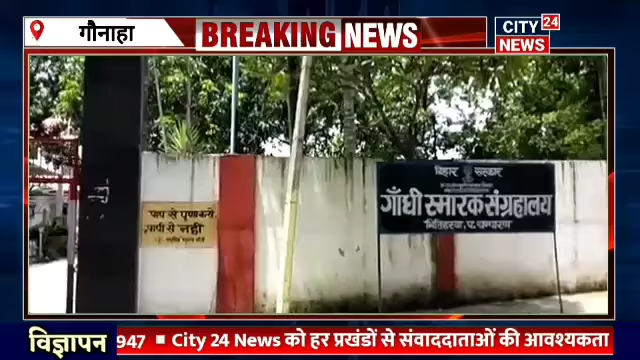 गौनाहा
BREAKING NEWS
CITY 24
NEWS
बिहार सरकार
गाँधी स्मारक संग्रहालय
भितिहरवा, प. चम्पारण
पाप से घृणा करो,
पापी से नहीं
विज्ञापन
947 ■ City 24 News को हर प्रखंडों से संवाददाताओं की आवश्यकता